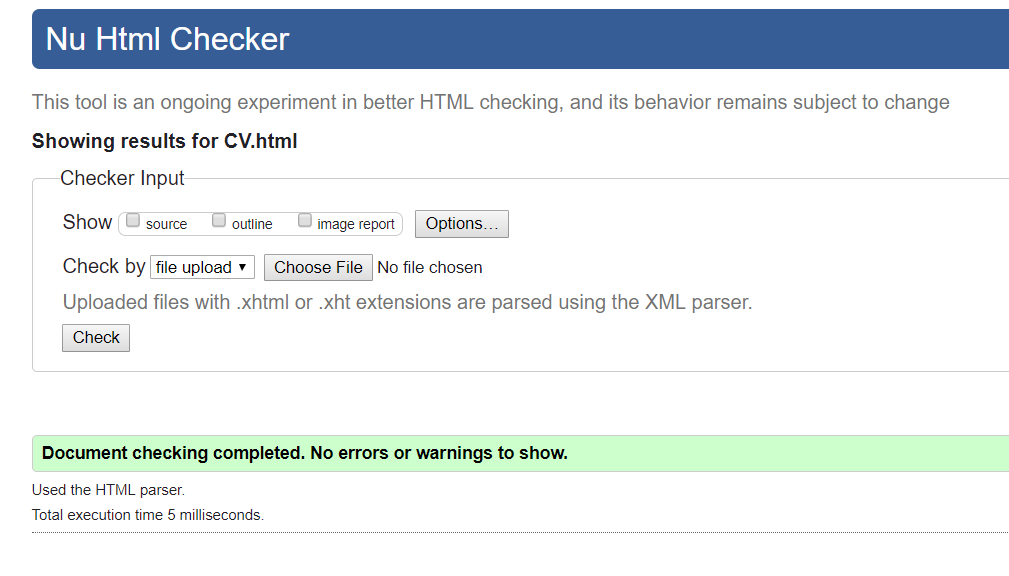 Nu Html Checker
This tool is an ongoing experiment in better HTML checking, and its behavior remains subject to change
Showing results for CV.html
Checker Input
Show source outline image report Options...
Check by file upload ▼ Choose File No file chosen
Uploaded files with .xhtml or .xht extensions are parsed using the XML parser.
Check
Document checking completed. No errors or warnings to show.
Used the HTML parser.
Total execution time 5 milliseconds.